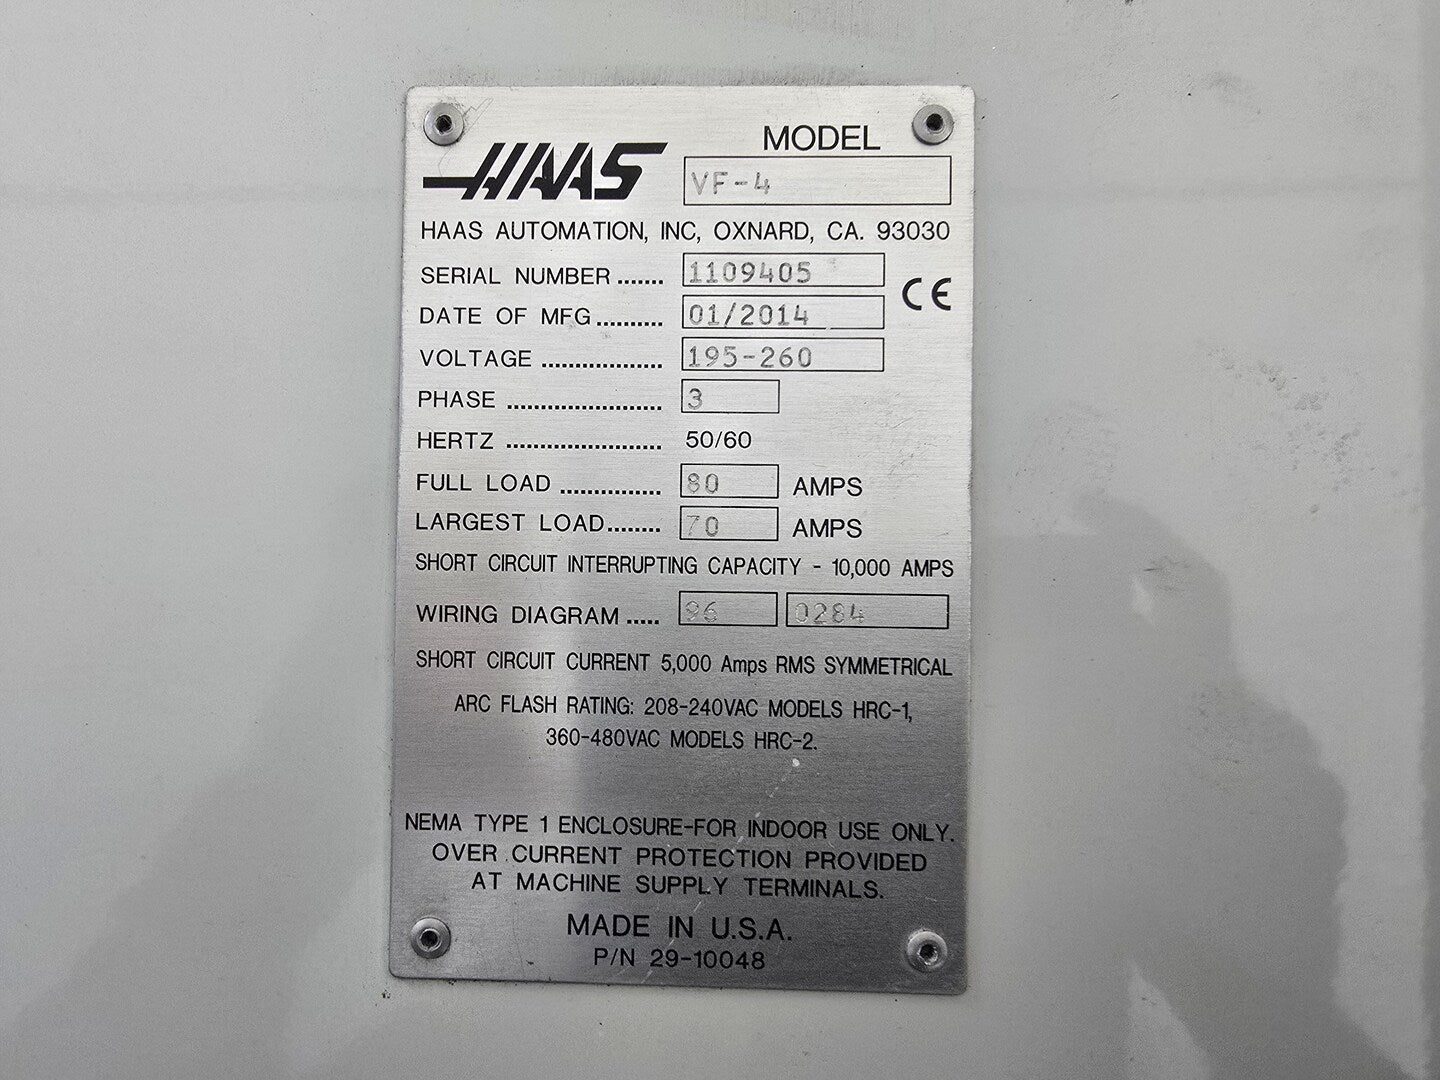 HAAS
MODEL
VF-4
HAAS AUTOMATION, INC, OXNARD, CA. 93030
SERIAL NUMBER ....... 1109405
CE
DATE OF MFG .......... 01/2014
VOLTAGE .................. 195-260
PHASE ....................... 3
HERTZ ....................... 50/60
FULL LOAD ............... 80 AMPS
LARGEST LOAD........ 70 AMPS
SHORT CIRCUIT INTERRUPTING CAPACITY - 10,000 AMPS
WIRING DIAGRAM ..... 96 0284
SHORT CIRCUIT CURRENT 5,000 Amps RMS SYMMETRICAL
ARC FLASH RATING: 208-240VAC MODELS HRC-1,
360-480VAC MODELS HRC-2.
NEMA TYPE 1 ENCLOSURE-FOR INDOOR USE ONLY.
OVER CURRENT PROTECTION PROVIDED
AT MACHINE SUPPLY TERMINALS.
MADE IN U.S.A.
P/N 29-10048